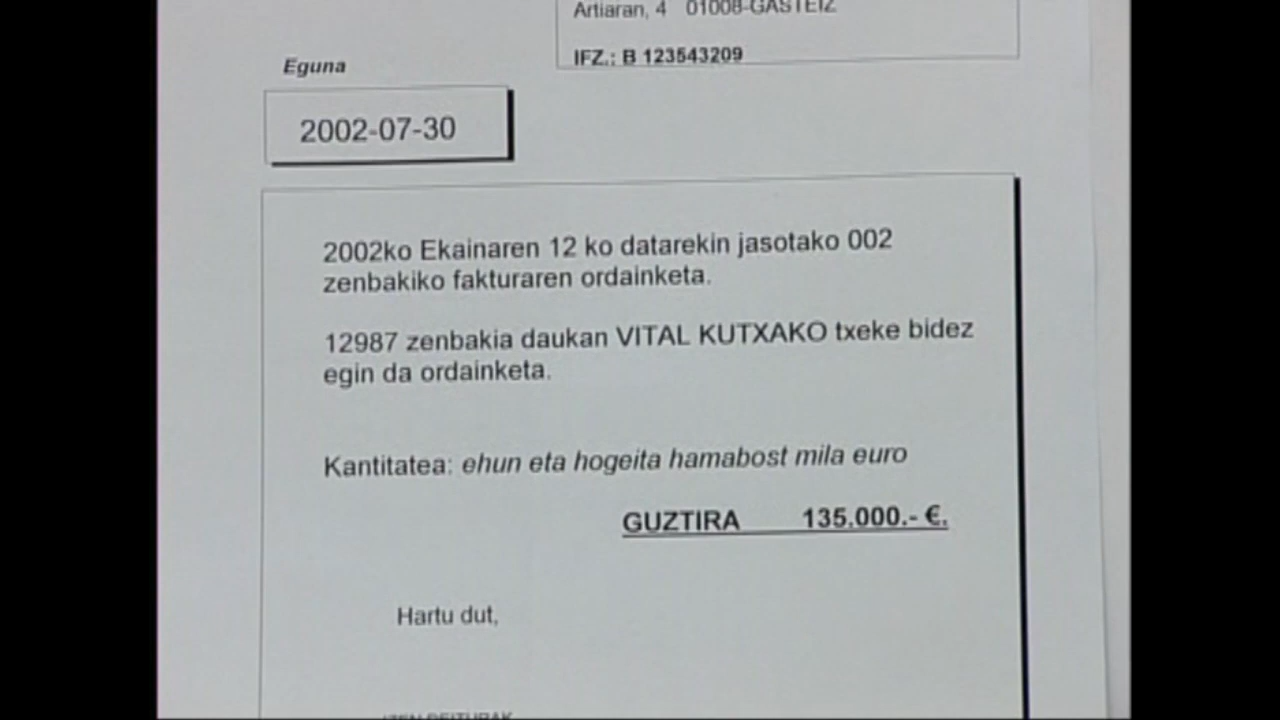 Artiaran, 4 01008-GASTEIZ
IFZ.: B 123543209
Eguna
2002-07-30
2002ko Ekainaren 12 ko datarekin jasotako 002
zenbakiko fakturaren ordainketa.
12987 zenbakia daukan VITAL KUTXAKO txeke bidez
egin da ordainketa.
Kantitatea: ehun eta hogeita hamabost mila euro
GUZTIRA 135.000.- €.
Hartu dut,
IZEN DEITURAK